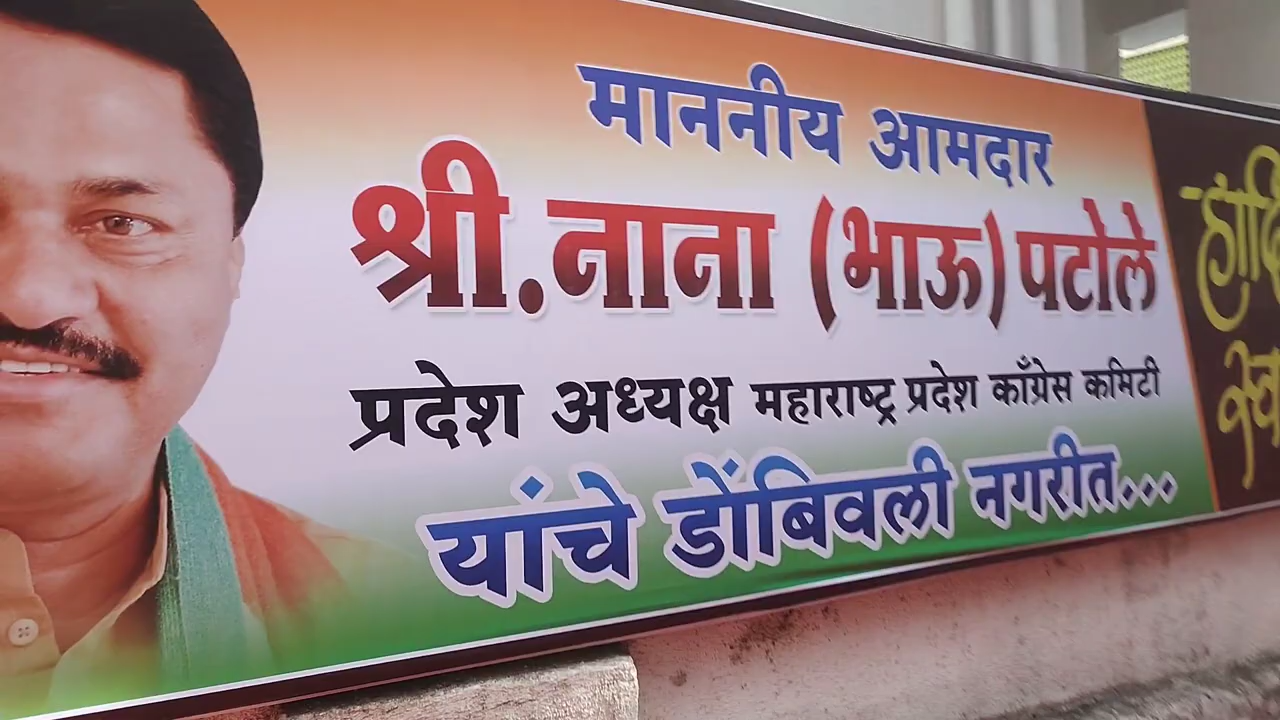 माननीय आमदार
श्री. नाना (भाऊ) पटोले
प्रदेश अध्यक्ष महाराष्ट्र प्रदेश काँग्रेस कमिटी
यांचे डोंबिवली नगरीत...